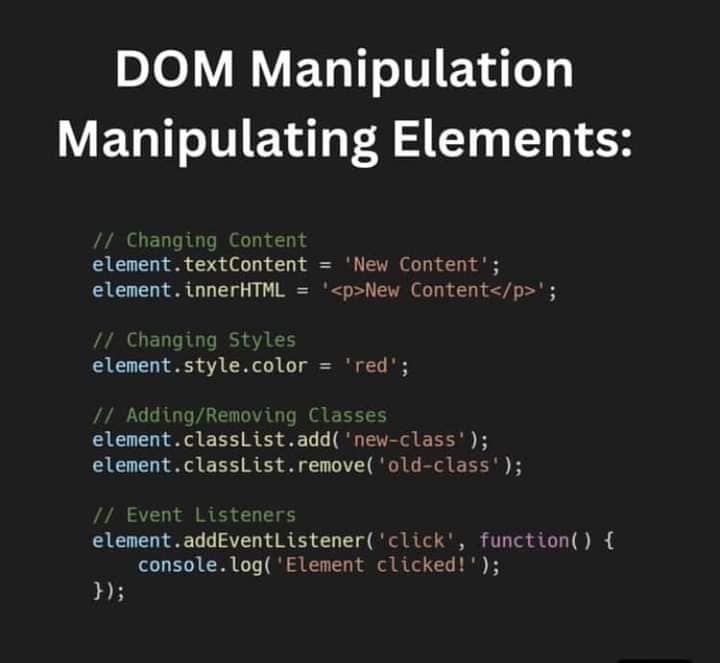 DOM Manipulation
Manipulating Elements:
// Changing Content
element.textContent = 'New Content';
element.innerHTML = '<p>New Content</p>';
// Changing Styles
element.style.color = 'red';
// Adding/Removing Classes
element.classList.add('new-class');
element.classList.remove('old-class');
// Event Listeners
element.addEventListener('click', function() {
    console.log('Element clicked!');
});